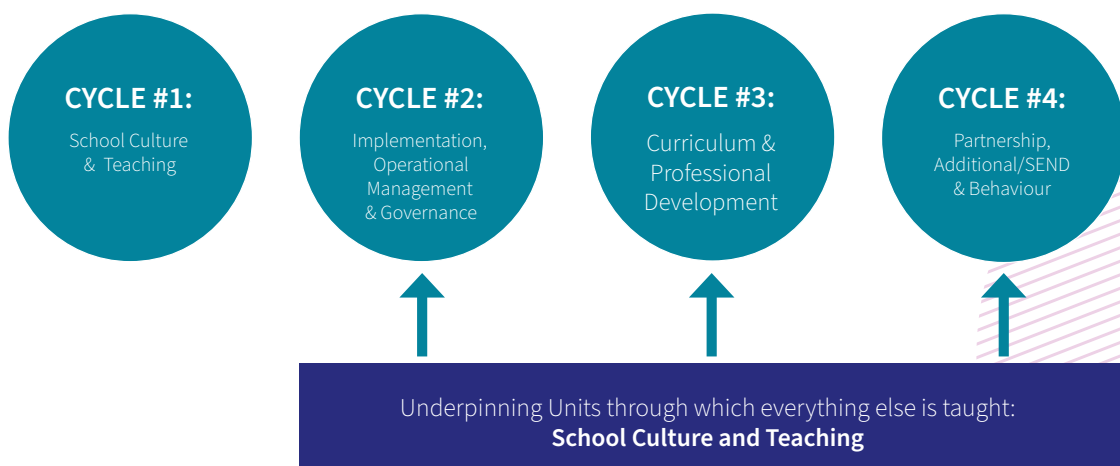 CYCLE #1:
School Culture
& Teaching
CYCLE #2:
Implementation,
Operational
Management
& Governance
CYCLE #3:
Curriculum &
Professional
Development
CYCLE #4:
Partnership,
Additional/SEND
& Behaviour
Underpinning Units through which everything else is taught:
School Culture and Teaching